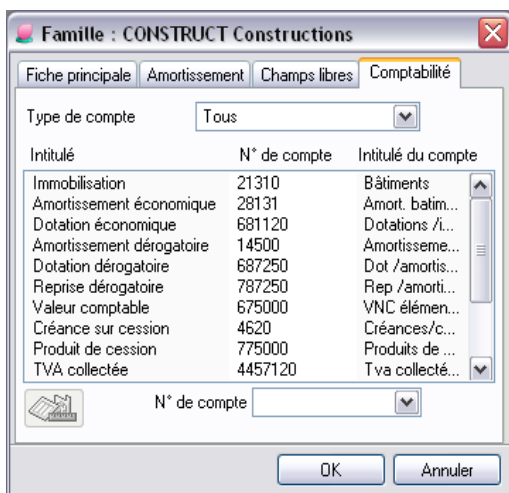 Famille : CONSTRUCT Constructions
Fiche principale Amortissement Champs libres Comptabilité
Type de compte Tous
Intitulé N° de compte Intitulé du compte
Immobilisation 21310 Bâtiments
Amortissement économique 28131 Amort. batim...
Dotation économique 681120 Dotations /i...
Amortissement dérogatoire 14500 Amortisseme...
Dotation dérogatoire 687250 Dot /amortis...
Reprise dérogatoire 787250 Rep /amorti...
Valeur comptable 675000 VNC élémen...
Créance sur cession 4620 Créances/c...
Produit de cession 775000 Produits de ...
TVA collectée 4457120 Tva collecté...
N° de compte
OK Annuler